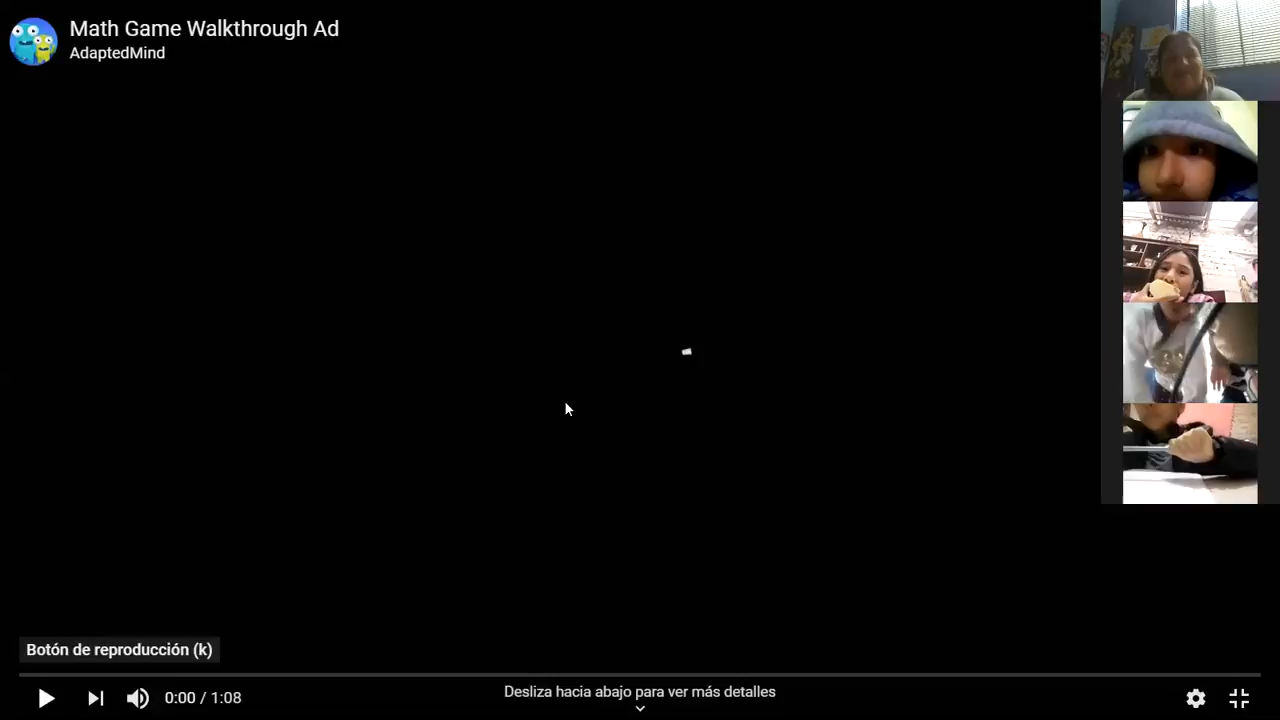 Math Game Walkthrough Ad
AdaptedMind
Botón de reproducción (k)
0:00 / 1:08
Desliza hacia abajo para ver más detalles